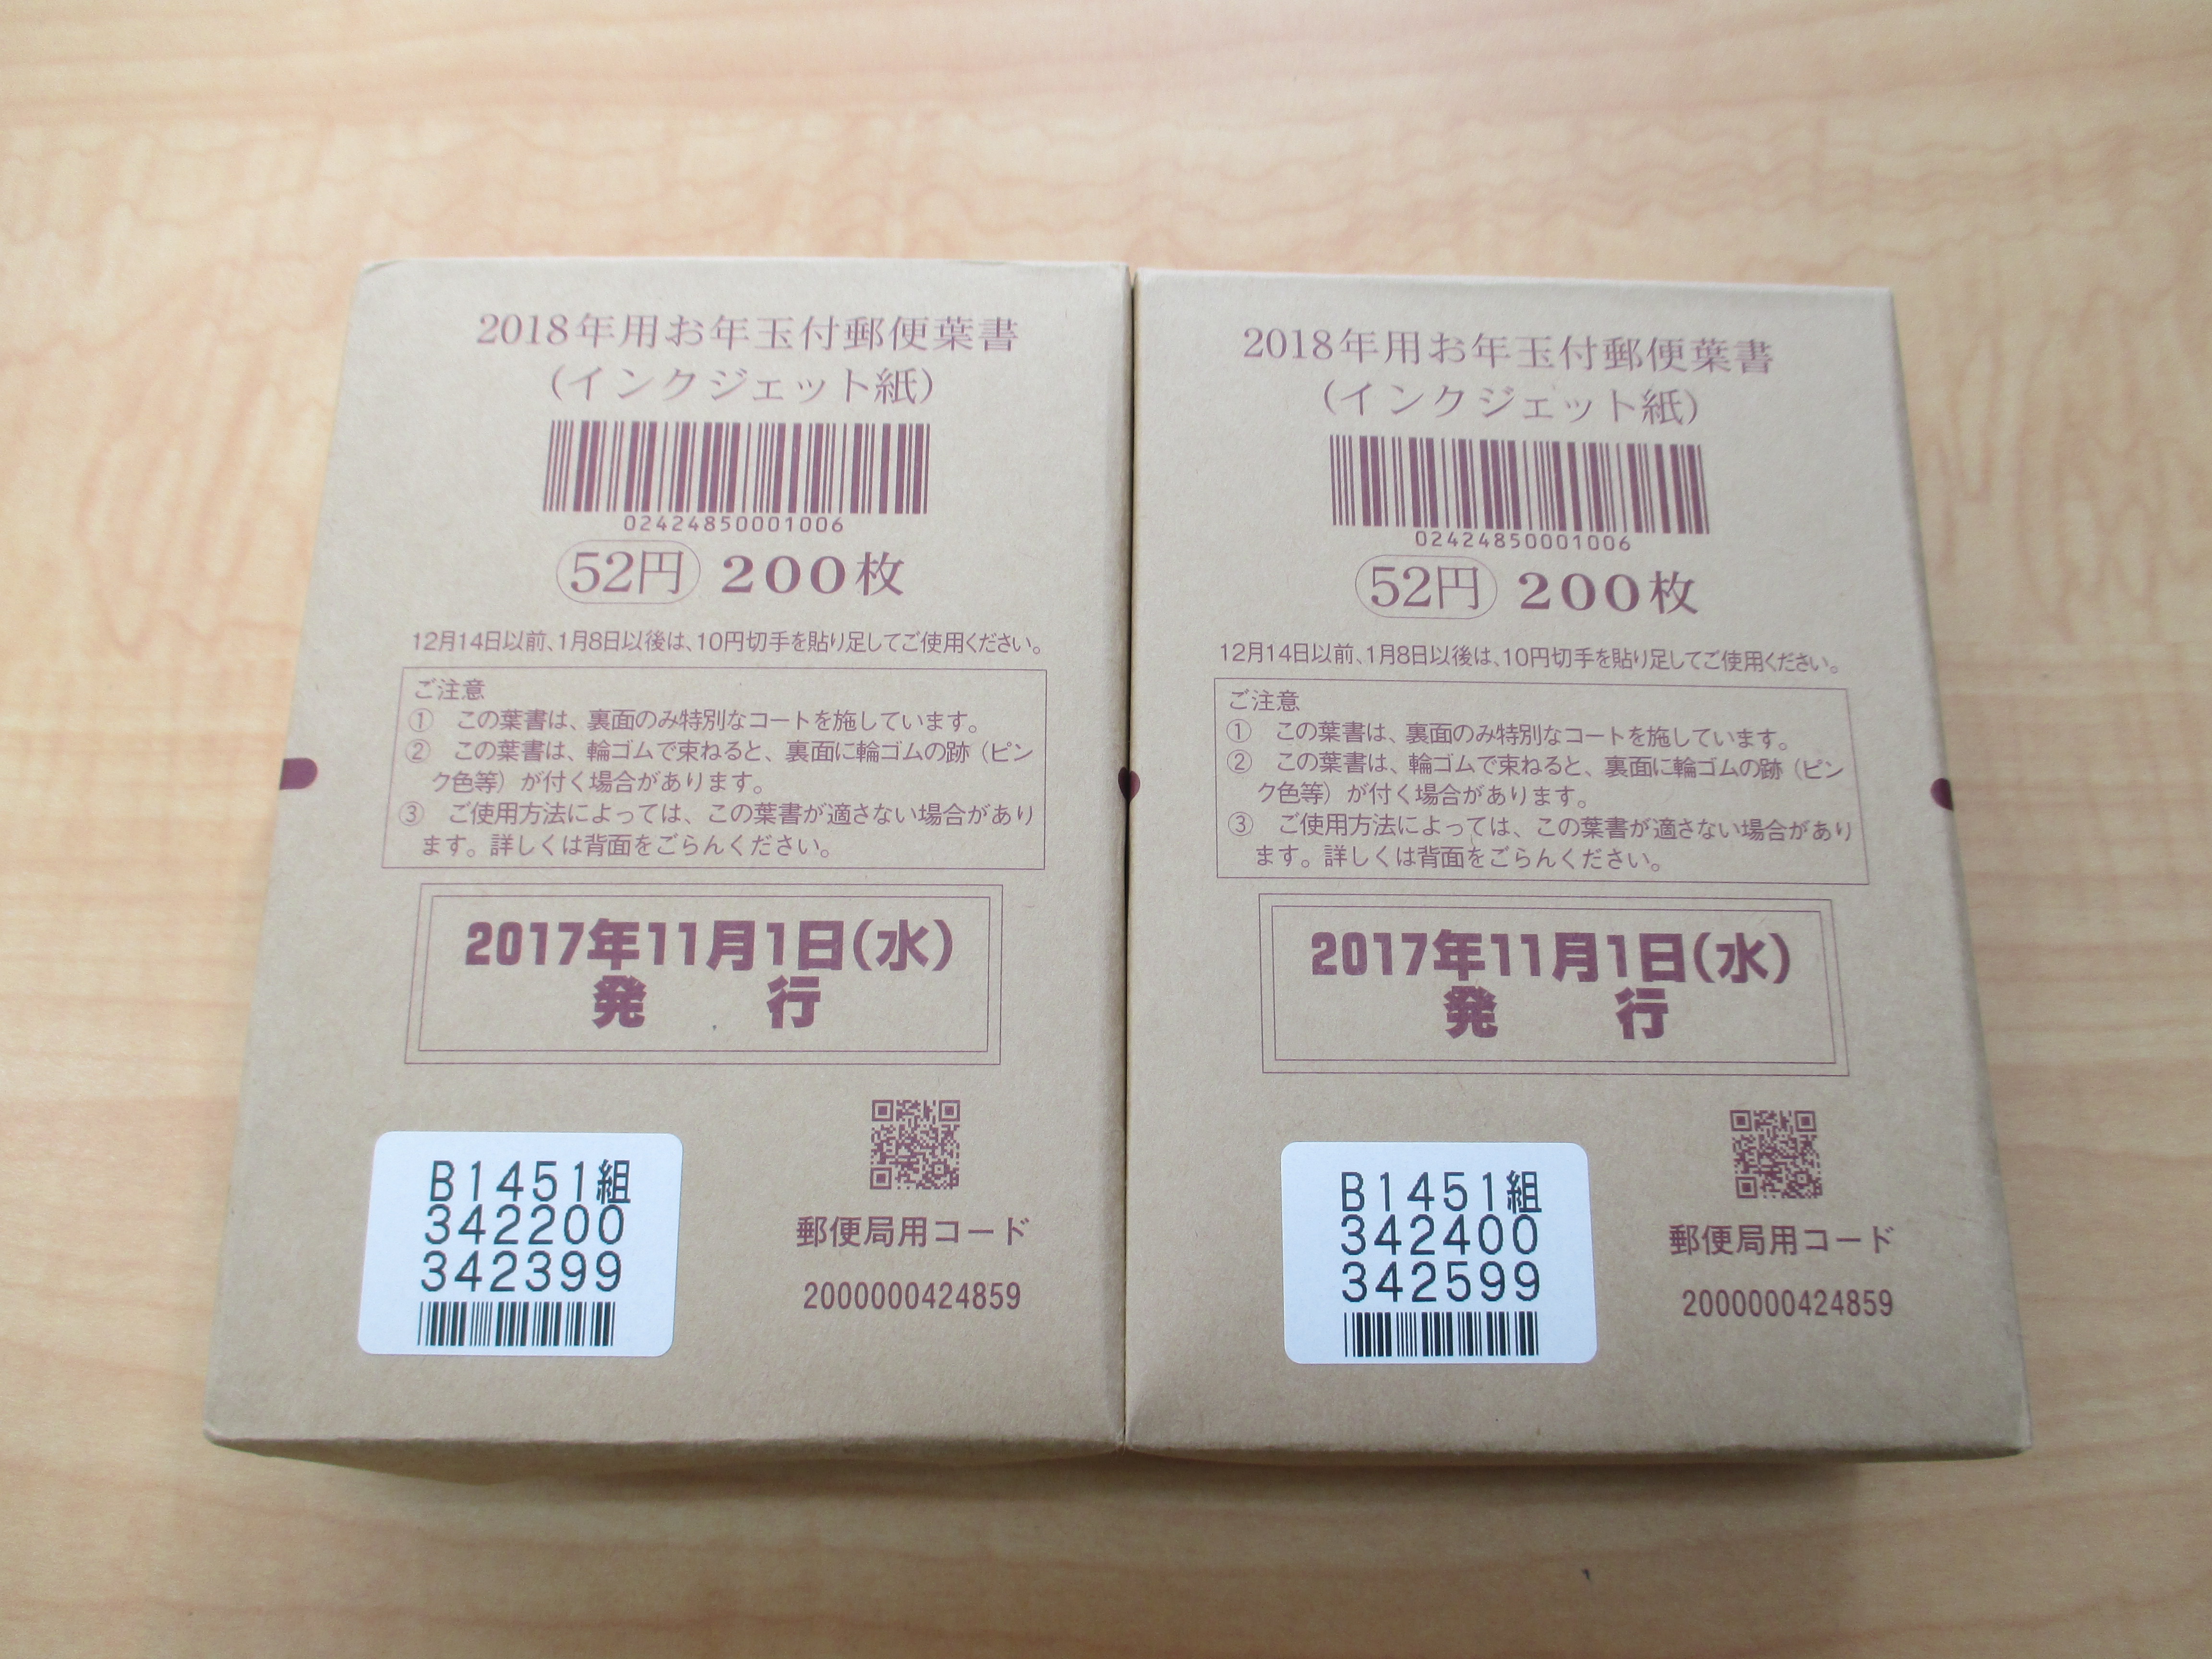 2018年用お年玉付郵便葉書
(インクジェット紙)
02424850001006
52円 200枚
12月14日以前、1月8日以後は、10円切手を貼り足してご使用ください。
ご注意
① この葉書は、裏面のみ特別なコートを施しています。
② この葉書は、輪ゴムで束ねると、裏面に輪ゴムの跡(ピン
ク色等)が付く場合があります。
③ ご使用方法によっては、この葉書が適さない場合があり
ます。詳しくは背面をごらんください。
2017年11月1日(水)
発 行
B1451組
342200
342399
郵便局用コード
2000000424859
2018年用お年玉付郵便葉書
(インクジェット紙)
02424850001006
52円 200枚
12月14日以前、1月8日以後は、10円切手を貼り足してご使用ください。
ご注意
① この葉書は、裏面のみ特別なコートを施しています。
② この葉書は、輪ゴムで束ねると、裏面に輪ゴムの跡(ピン
ク色等)が付く場合があります。
③ ご使用方法によっては、この葉書が適さない場合があり
ます。詳しくは背面をごらんください。
2017年11月1日(水)
発 行
B1451組
342400
342599
郵便局用コード
2000000424859